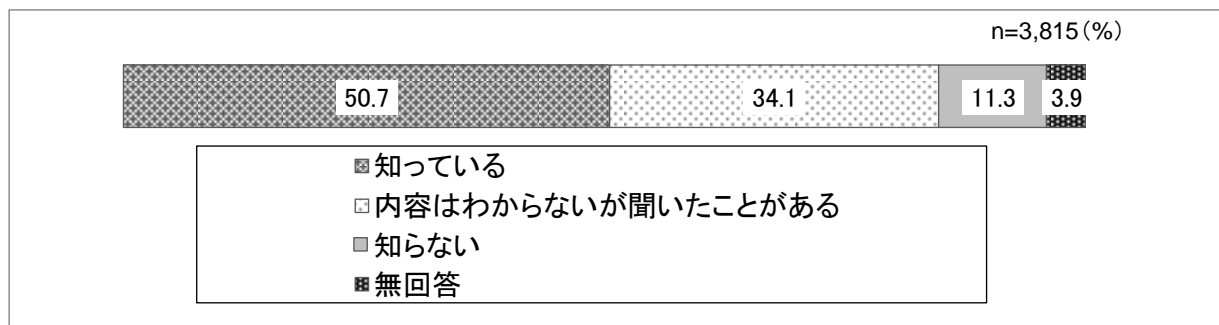 n=3,815(%)
50.7 34.1 11.3 3.9
知っている
内容はわからないが聞いたことがある
知らない
無回答